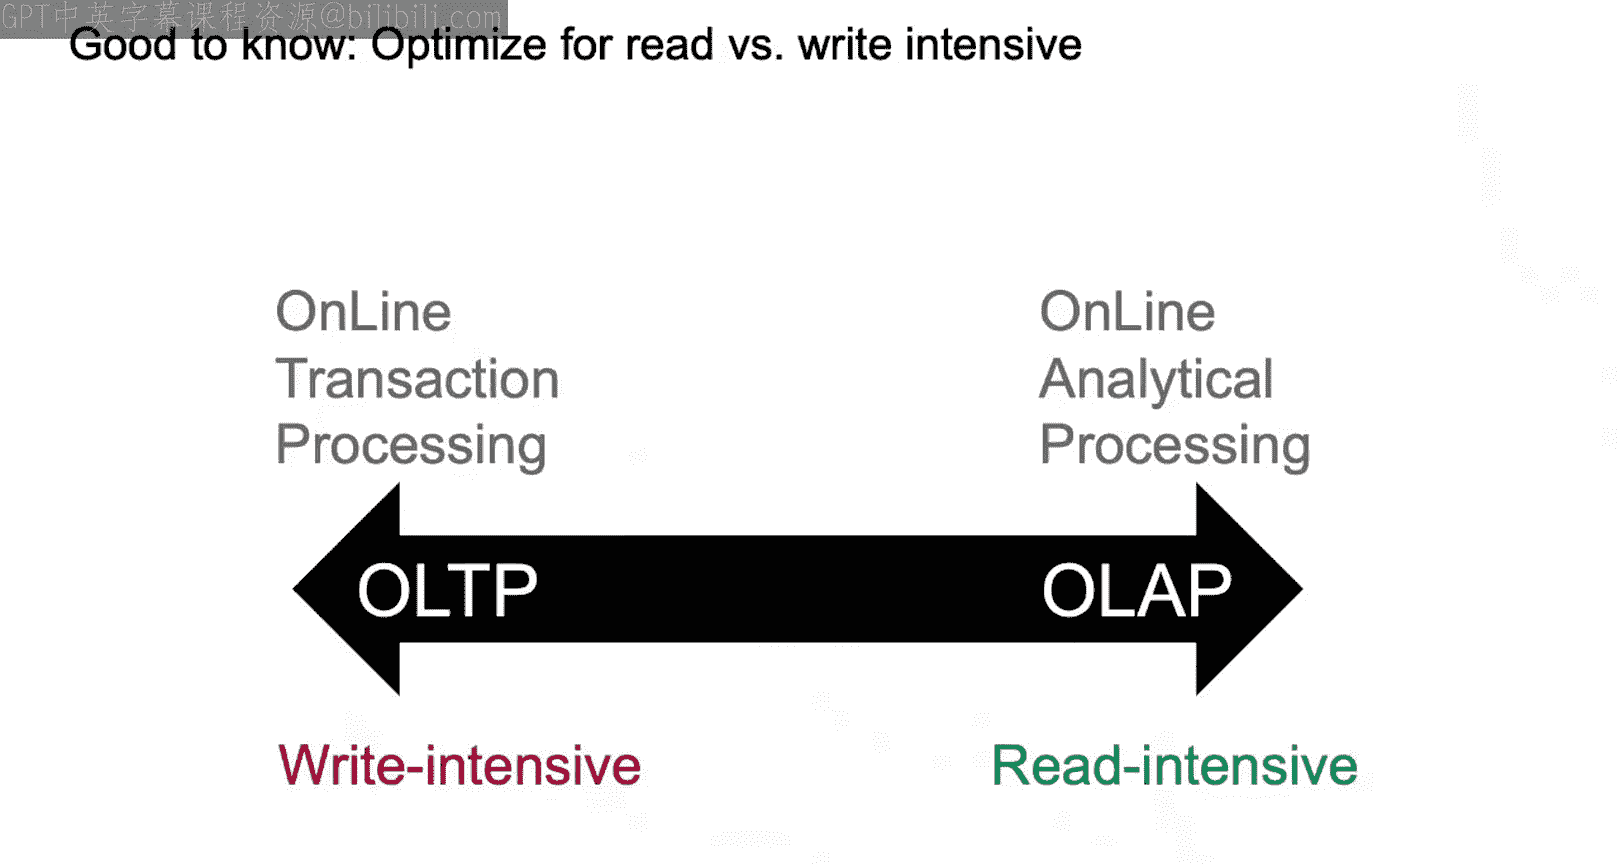 GPT中英字幕课程资源@bilibili.com
Good to know: Optimize for read vs. write intensive
OnLine
Transaction
Processing
OnLine
Analytical
Processing
OLTP
OLAP
Write-intensive
Read-intensive